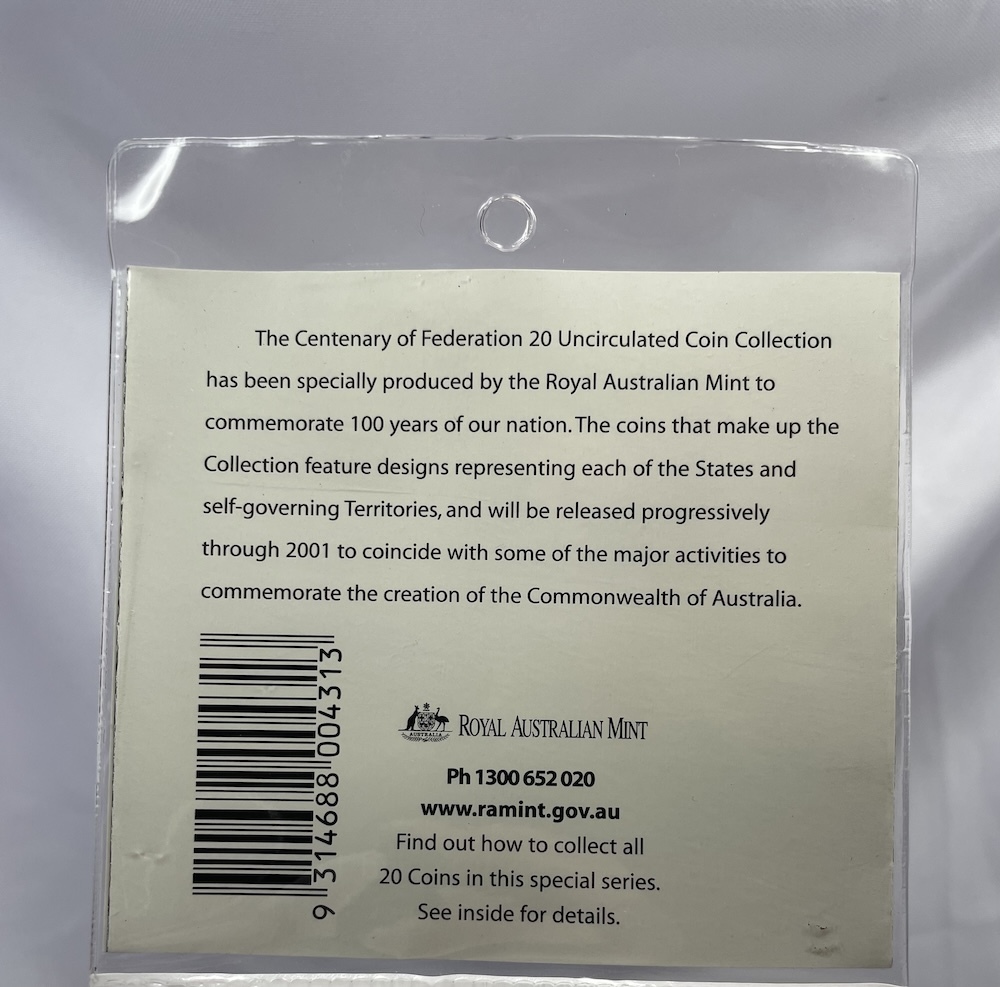 The Centenary of Federation 20 Uncirculated Coin Collection
has been specially produced by the Royal Australian Mint to
commemorate 100 years of our nation. The coins that make up the
Collection feature designs representing each of the States and
self-governing Territories, and will be released progressively
through 2001 to coincide with some of the major activities to
commemorate the creation of the Commonwealth of Australia.
9 314688 004313
AUSTRALIA
ROYAL AUSTRALIAN MINT
Ph 1300 652 020
www.ramint.gov.au
Find out how to collect all
20 Coins in this special series.
See inside for details.